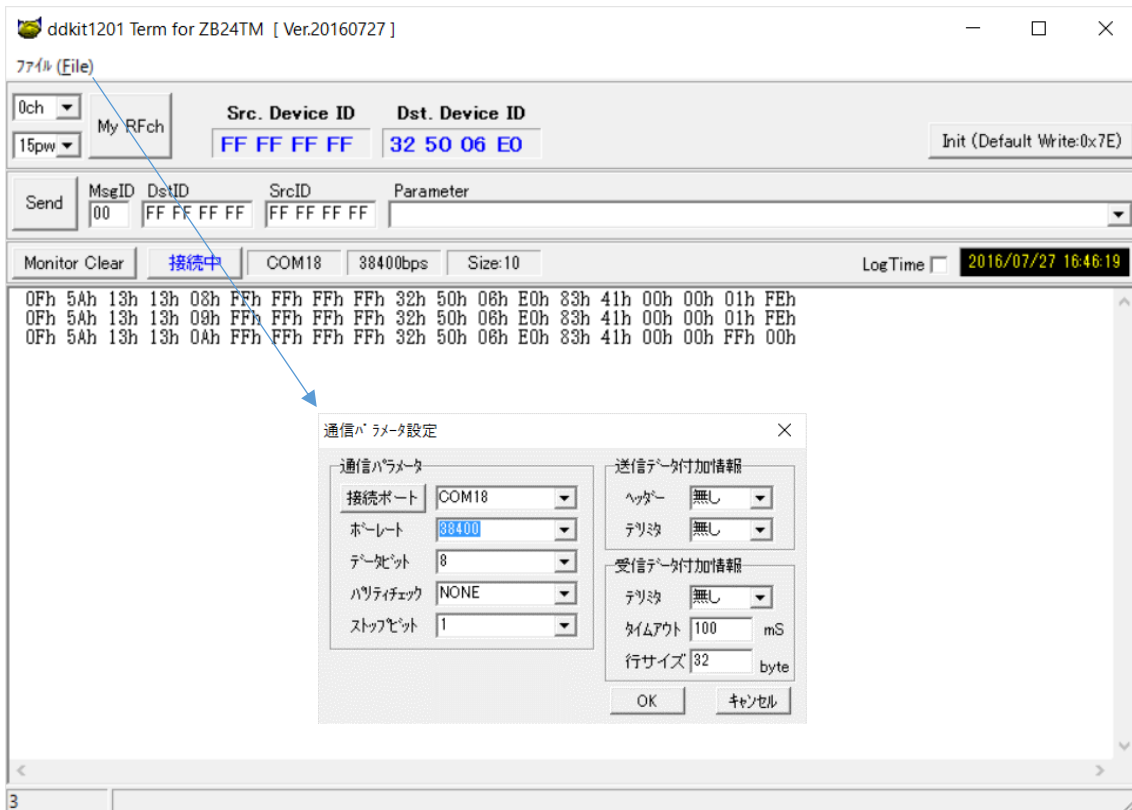 ddkit1201 Term for ZB24TM [ Ver.20160727 ]
ﾌｧｲﾙ (File)
0ch
My RFch
15pw
Src. Device ID
Dst. Device ID
FF FF FF FF
32 50 06 E0
Init (Default Write:0x7E)
Send
MsgID DstID SrcID Parameter
00 FF FF FF FF FF FF FF FF
Monitor Clear 接続中 COM18 38400bps Size:10 LogTime 2016/07/27 16:46:19
0Fh 5Ah 13h 13h 08h FFh FFh FFh FFh 32h 50h 06h E0h 83h 41h 00h 00h 01h FEh
0Fh 5Ah 13h 13h 09h FFh FFh FFh FFh 32h 50h 06h E0h 83h 41h 00h 00h 01h FEh
0Fh 5Ah 13h 13h 0Ah FFh FFh FFh FFh 32h 50h 06h E0h 83h 41h 00h 00h FFh 00h
通信ﾊﾟﾗﾒｰﾀ設定
通信ﾊﾟﾗﾒｰﾀ
接続ポート COM18
ﾎﾞｰﾚｰﾄ 38400
ﾃﾞｰﾀﾋﾞｯﾄ 8
ﾊﾟﾘﾃｨﾁｪｯｸ NONE
ｽﾄｯﾌﾟﾋﾞｯﾄ 1
送信ﾃﾞｰﾀ付加情報
ﾍｯﾀﾞｰ 無し
ﾃﾞﾘﾐﾀ 無し
受信ﾃﾞｰﾀ付加情報
ﾃﾞﾘﾐﾀ 無し
ﾀｲﾑｱｳﾄ 100 mS
行サイズ 32 byte
OK ｷｬﾝｾﾙ
3